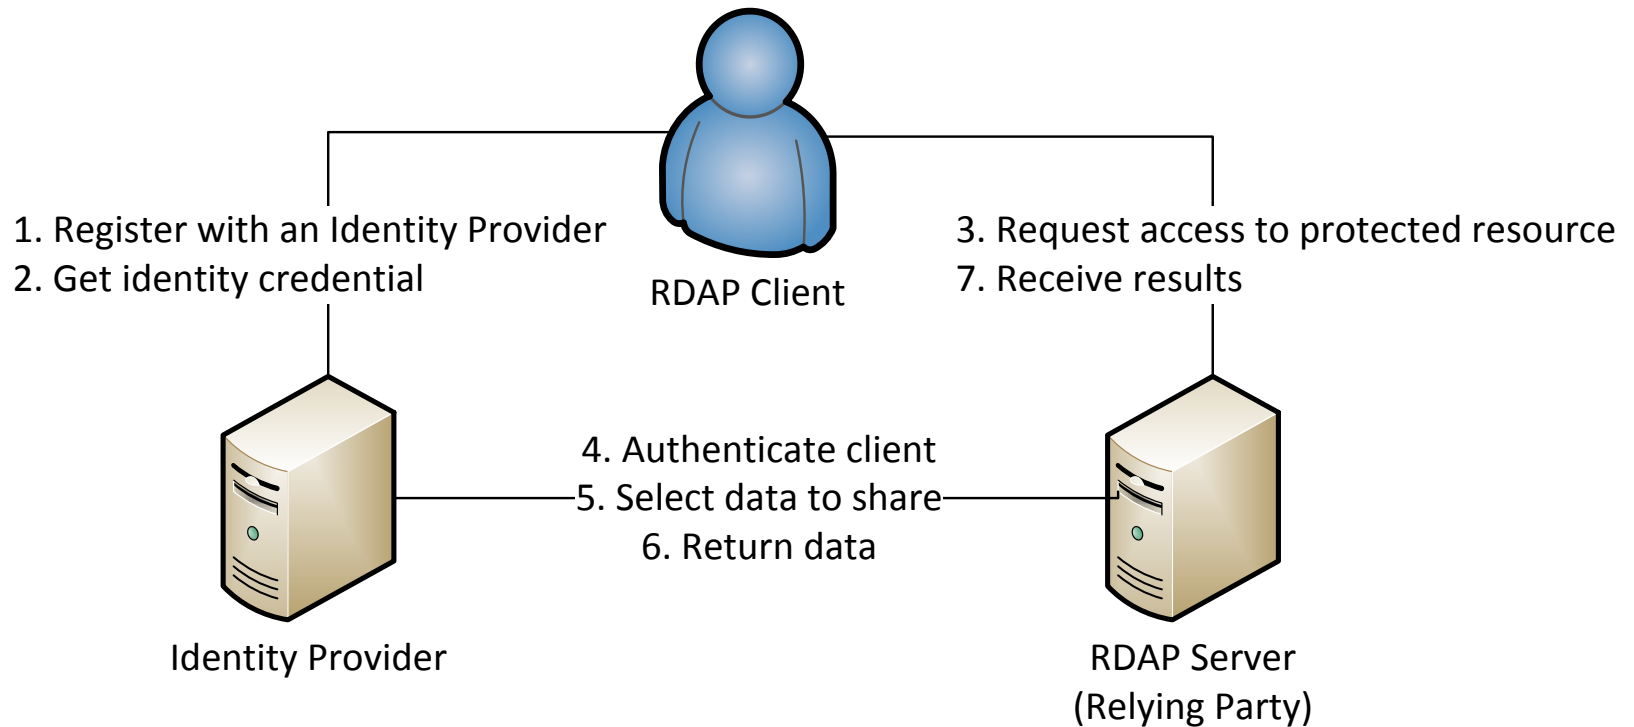 1. Register with an Identity Provider
2. Get identity credential
RDAP Client
3. Request access to protected resource
7. Receive results
4. Authenticate client
5. Select data to share
6. Return data
Identity Provider
RDAP Server
(Relying Party)